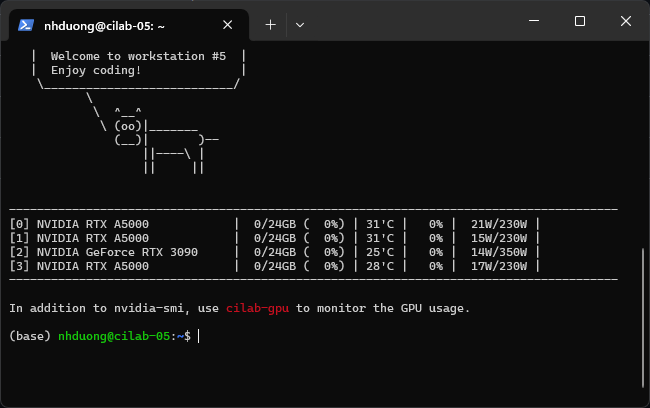 nhduong@cilab-05: ~
|  Welcome to workstation #5  |
|  Enjoy coding!              |
 \___________________________/
        \
         \  ^__^
          \ (oo)|_______
            (__)|       )--
                ||----\ |
                ||     ||
---------------------------------------------------------------------------------------
[0] NVIDIA RTX A5000            |  0/24GB (  0%) | 31'C |   0% |  21W/230W |
[1] NVIDIA RTX A5000            |  0/24GB (  0%) | 31'C |   0% |  15W/230W |
[2] NVIDIA GeForce RTX 3090     |  0/24GB (  0%) | 25'C |   0% |  14W/350W |
[3] NVIDIA RTX A5000            |  0/24GB (  0%) | 28'C |   0% |  17W/230W |
---------------------------------------------------------------------------------------
In addition to nvidia-smi, use cilab-gpu to monitor the GPU usage.
(base) nhduong@cilab-05:~$